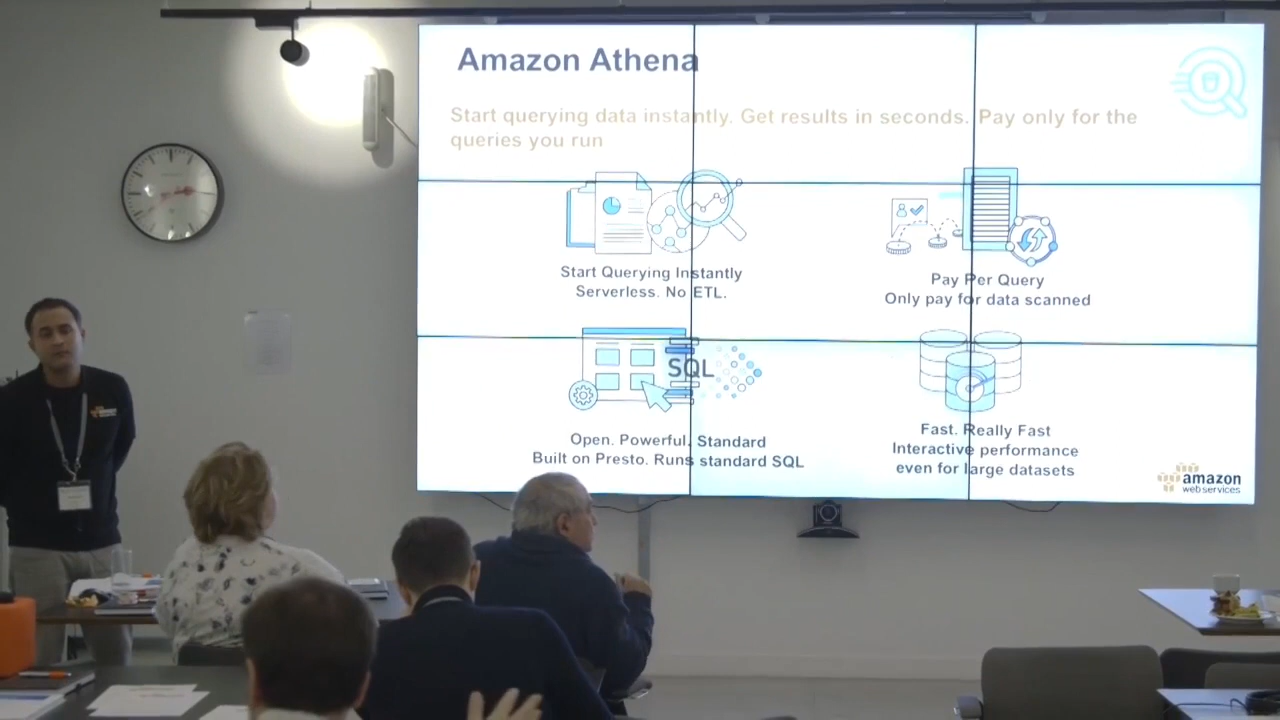 Amazon Athena
Start querying data instantly. Get results in seconds. Pay only for the
queries you run
Start Querying Instantly
Serverless. No ETL.
Pay Per Query
Only pay for data scanned
SQL
Open. Powerful. Standard
Built on Presto. Runs standard SQL
Fast. Really Fast
Interactive performance
even for large datasets
amazon
web services